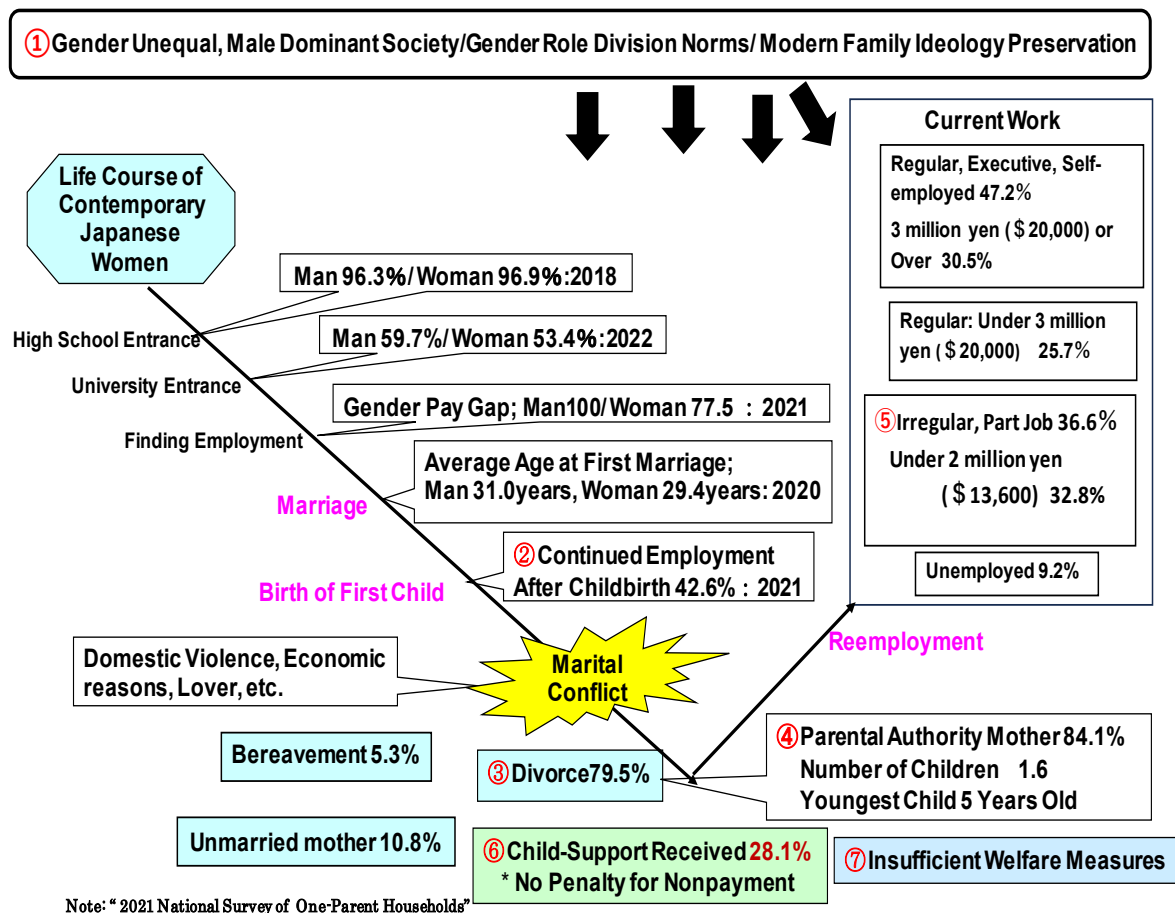 ①Gender Unequal, Male Dominant Society/Gender Role Division Norms/ Modern Family Ideology Preservation
Life Course of
Contemporary
Japanese
Women
Man 96.3%/ Woman 96.9%:2018
High School Entrance
Man 59.7%/ Woman 53.4%:2022
University Entrance
Gender Pay Gap; Man100/ Woman 77.5 : 2021
Finding Employment
Average Age at First Marriage;
Man 31.0years, Woman 29.4years: 2020
Marriage
②Continued Employment
After Childbirth 42.6% : 2021
Birth of First Child
Marital
Conflict
Domestic Violence, Economic
reasons, Lover, etc.
Bereavement 5.3%
③Divorce79.5%
Unmarried mother 10.8%
④Parental Authority Mother 84.1%
Number of Children 1.6
Youngest Child 5 Years Old
⑥Child-Support Received 28.1%
* No Penalty for Nonpayment
⑦Insufficient Welfare Measures
Reemployment
Current Work
Regular, Executive, Self-
employed 47.2%
3 million yen ($20,000) or
Over 30.5%
Regular: Under 3 million
yen ($20,000) 25.7%
⑤Irregular, Part Job 36.6%
Under 2 million yen
($13,600) 32.8%
Unemployed 9.2%
Note: “ 2021 National Survey of One-Parent Households”